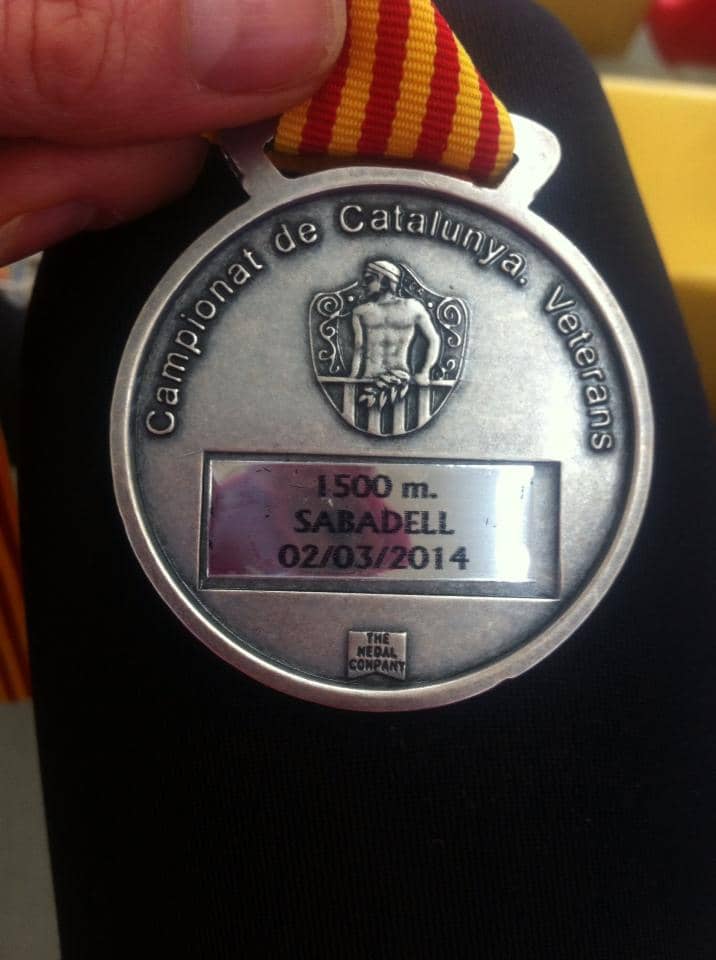 Campionat de Catalunya. Veterans
1500 m.
SABADELL
02/03/2014
THE
MEDAL
COMPANY